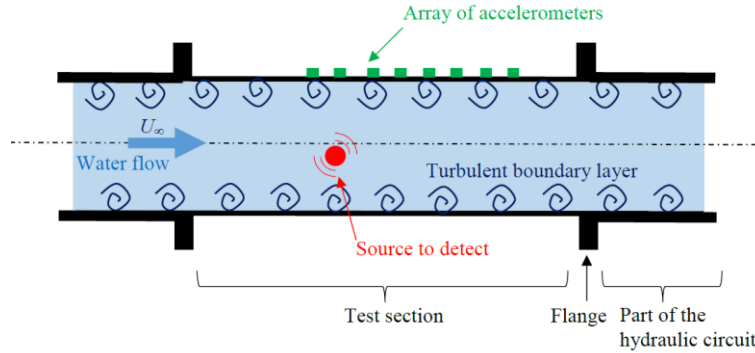 Array of accelerometers
U∞
Water flow
Turbulent boundary layer
Source to detect
Test section
Flange
Part of the
hydraulic circuit